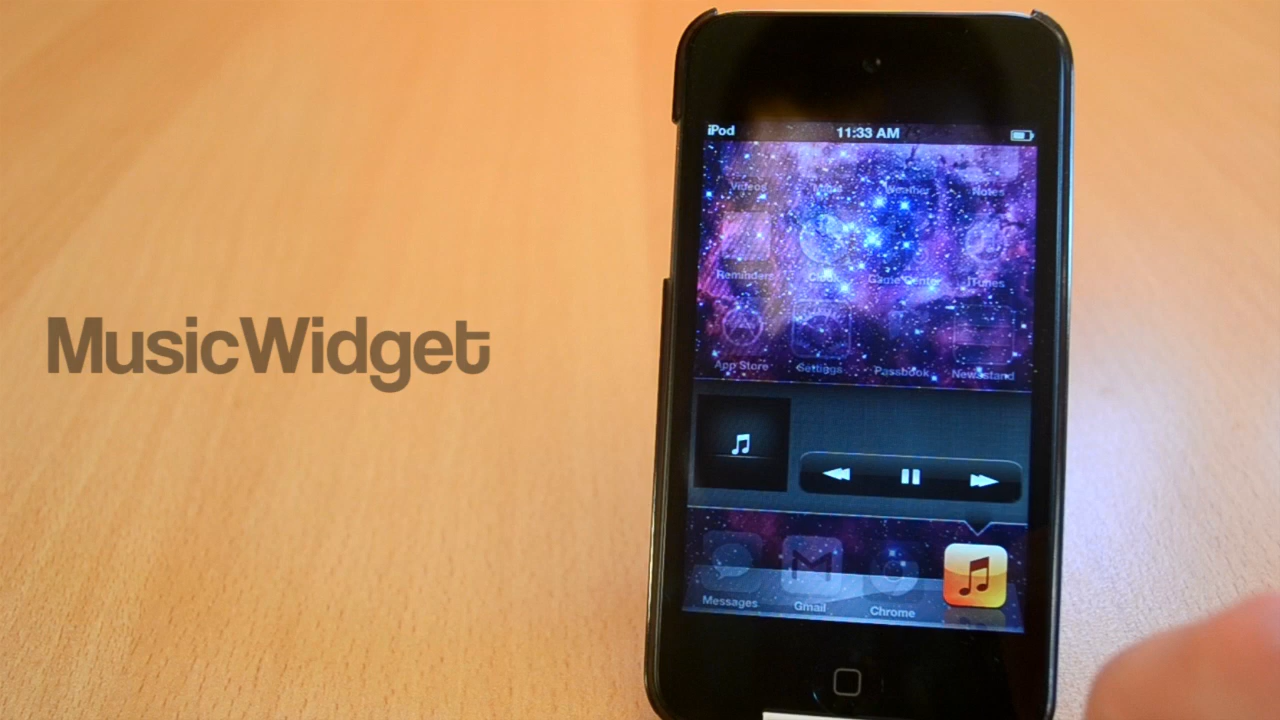 MusicWidget
iPod 11:33 AM
Videos Weather Notes
Reminders Clock Game Center iTunes
App Store Settings Passbook Newsstand
Messages Gmail Chrome